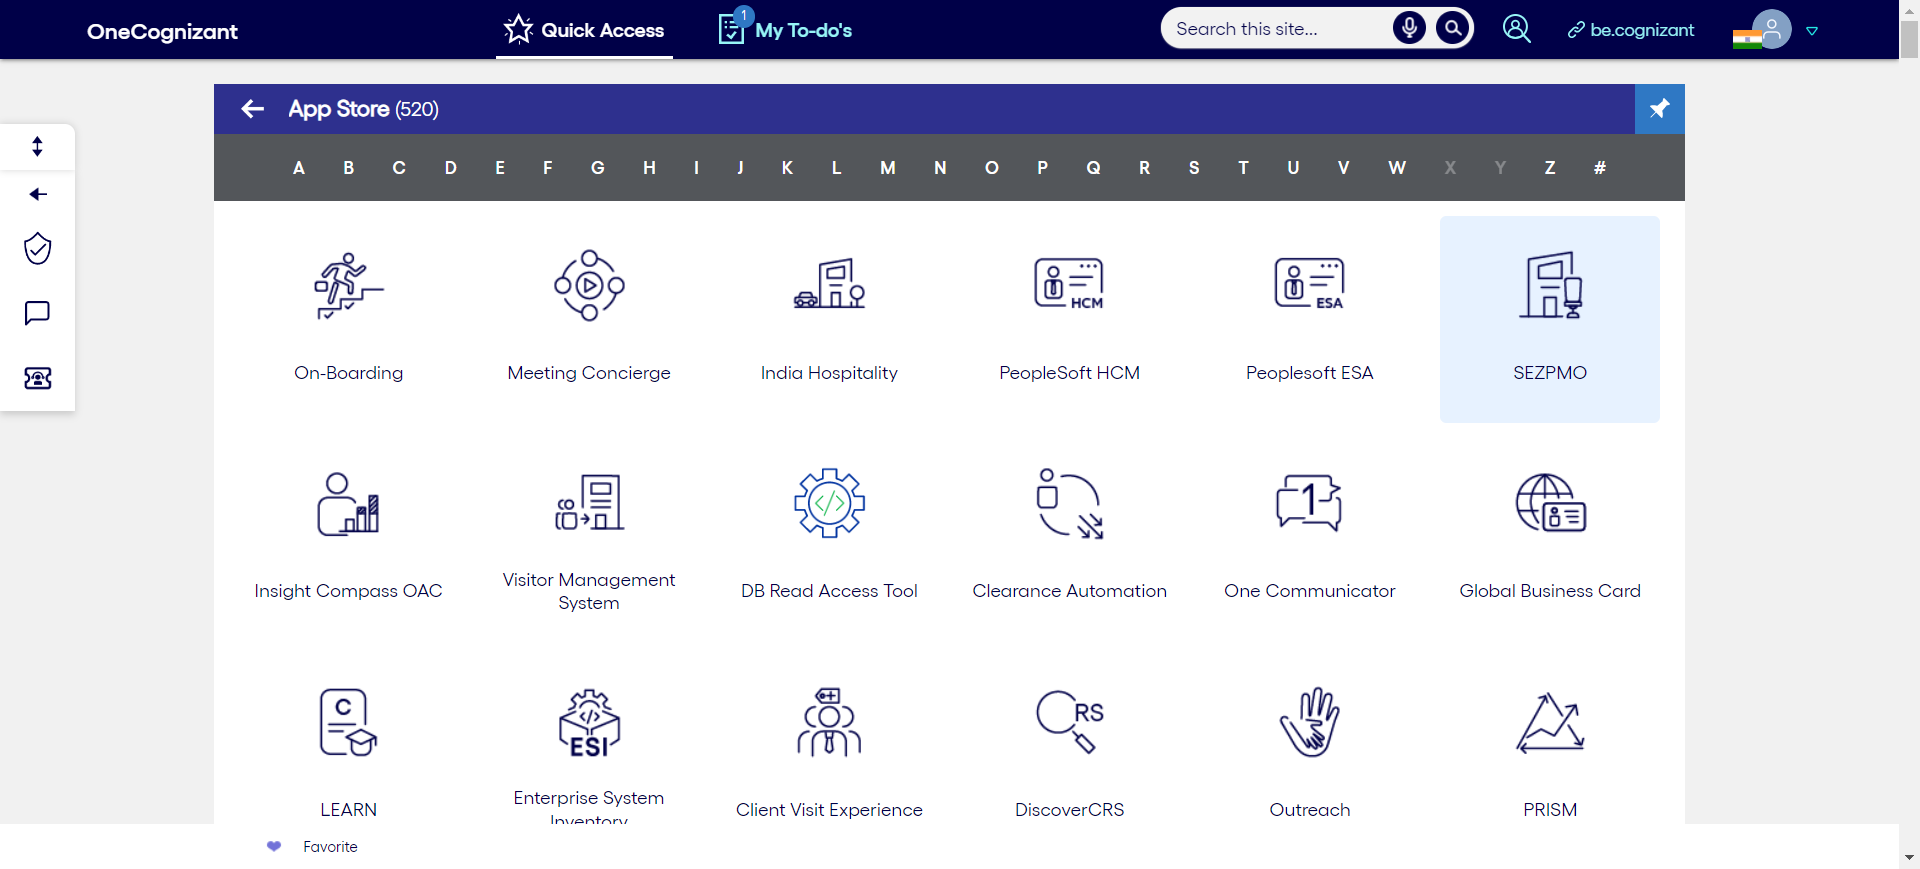 OneCognizant
Quick Access
1
My To-do's
Search this site...
be.cognizant
App Store (520)
A B C D E F G H I J K L M N O P Q R S T U V W X Y Z #
HCM
ESA
On-Boarding
Meeting Concierge
India Hospitality
PeopleSoft HCM
Peoplesoft ESA
SEZPMO
1
Insight Compass OAC
Visitor Management
System
DB Read Access Tool
Clearance Automation
One Communicator
Global Business Card
C
ESI
RS
LEARN
Enterprise System
Inventory
Client Visit Experience
DiscoverCRS
Outreach
PRISM
Favorite